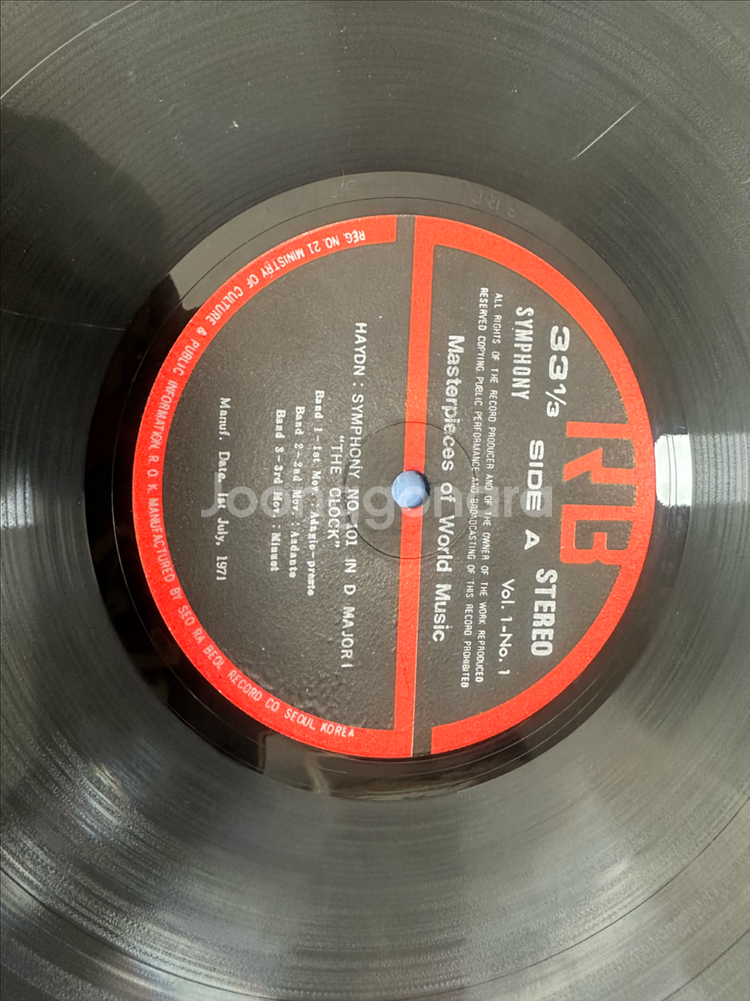 RB
33 1/3 SIDE A STEREO
SYMPHONY
Vol. 1-No. 1
ALL RIGHTS OF THE RECORD PRODUCER AND OF THE OWNER OF THE WORK REPRODUCED
RESERVED COPYING PUBLIC PERFORMANCE AND BROADCASTING OF THIS RECORD PROHIBITED
Masterpieces of World Music
HAYDN : SYMPHONY NO. 101 IN D MAJOR I
"THE CLOCK"
Band 1-1st Mov. : Adagio-presto
Band 2-2nd Mov. : Andante
Band 3-3rd Mov. : Minuet
Manuf. Date. 1st July. 1971
REG. NO. 21 MINISTRY OF CULTURE & PUBLIC INFORMATION, R. O. K. MANUFACTURED BY SEO RA BEOL RECORD CO. SEOUL, KOREA
Joonggonara